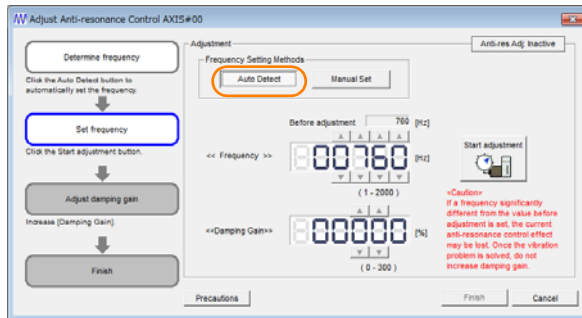 Adjust Anti-resonance Control AXIS#00
Adjustment
Anti-res Adj: Inactive
Determine frequency
Frequency Setting Methods
Auto Detect
Manual Set
Click the Auto Detect button to
automatically set the frequency.
Before adjustment 760 [Hz]
Set frequency
<< Frequency >> 00760 [Hz]
Start adjustment
Click the Start adjustment button.
( 1 - 2000 )
Adjust damping gain
<Caution>
If a frequency significantly
different from the value before
adjustment is set, the current
anti-resonance control effect
may be lost. Once the vibration
problem is solved, do not
increase damping gain.
Increase [Damping Gain].
<<Damping Gain>> 00000 [%]
( 0 - 300 )
Finish
Precautions
Finish
Cancel